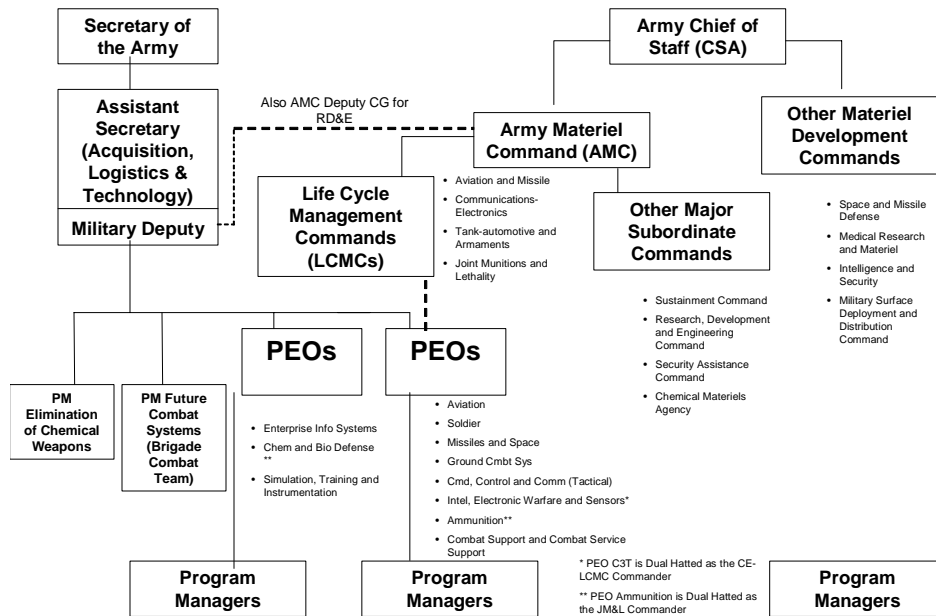 Secretary of
the Army
Army Chief of
Staff (CSA)
Assistant
Secretary
(Acquisition,
Logistics &
Technology)
Military Deputy
Also AMC Deputy CG for
RD&E
Army Materiel
Command (AMC)
Other Materiel
Development
Commands
Life Cycle
Management
Commands
(LCMCs)
• Aviation and Missile
• Communications-
Electronics
• Tank-automotive and
Armaments
• Joint Munitions and
Lethality
Other Major
Subordinate
Commands
• Space and Missile
Defense
• Medical Research
and Materiel
• Intelligence and
Security
• Military Surface
Deployment and
Distribution
Command
• Sustainment Command
• Research, Development
and Engineering
Command
• Security Assistance
Command
• Chemical Materiels
Agency
PM
Elimination
of Chemical
Weapons
PM Future
Combat
Systems
(Brigade
Combat
Team)
PEOs
• Enterprise Info Systems
• Chem and Bio Defense
**
• Simulation, Training and
Instrumentation
PEOs
• Aviation
• Soldier
• Missiles and Space
• Ground Cmbt Sys
• Cmd, Control and Comm (Tactical)
• Intel, Electronic Warfare and Sensors*
• Ammunition**
• Combat Support and Combat Service
Support
Program
Managers
Program
Managers
* PEO C3T is Dual Hatted as the CE-
LCMC Commander
** PEO Ammunition is Dual Hatted as
the JM&L Commander
Program
Managers